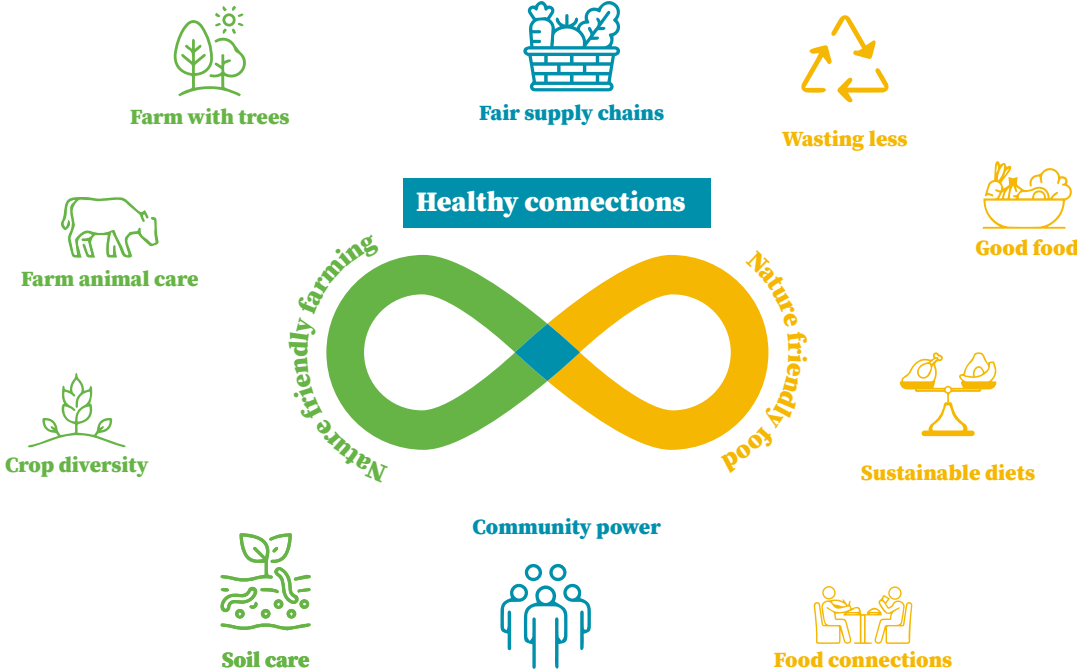 Farm with trees
Fair supply chains
Wasting less
Healthy connections
Good food
Farm animal care
Nature friendly farming
Nature friendly food
Crop diversity
Sustainable diets
Community power
Soil care
Food connections